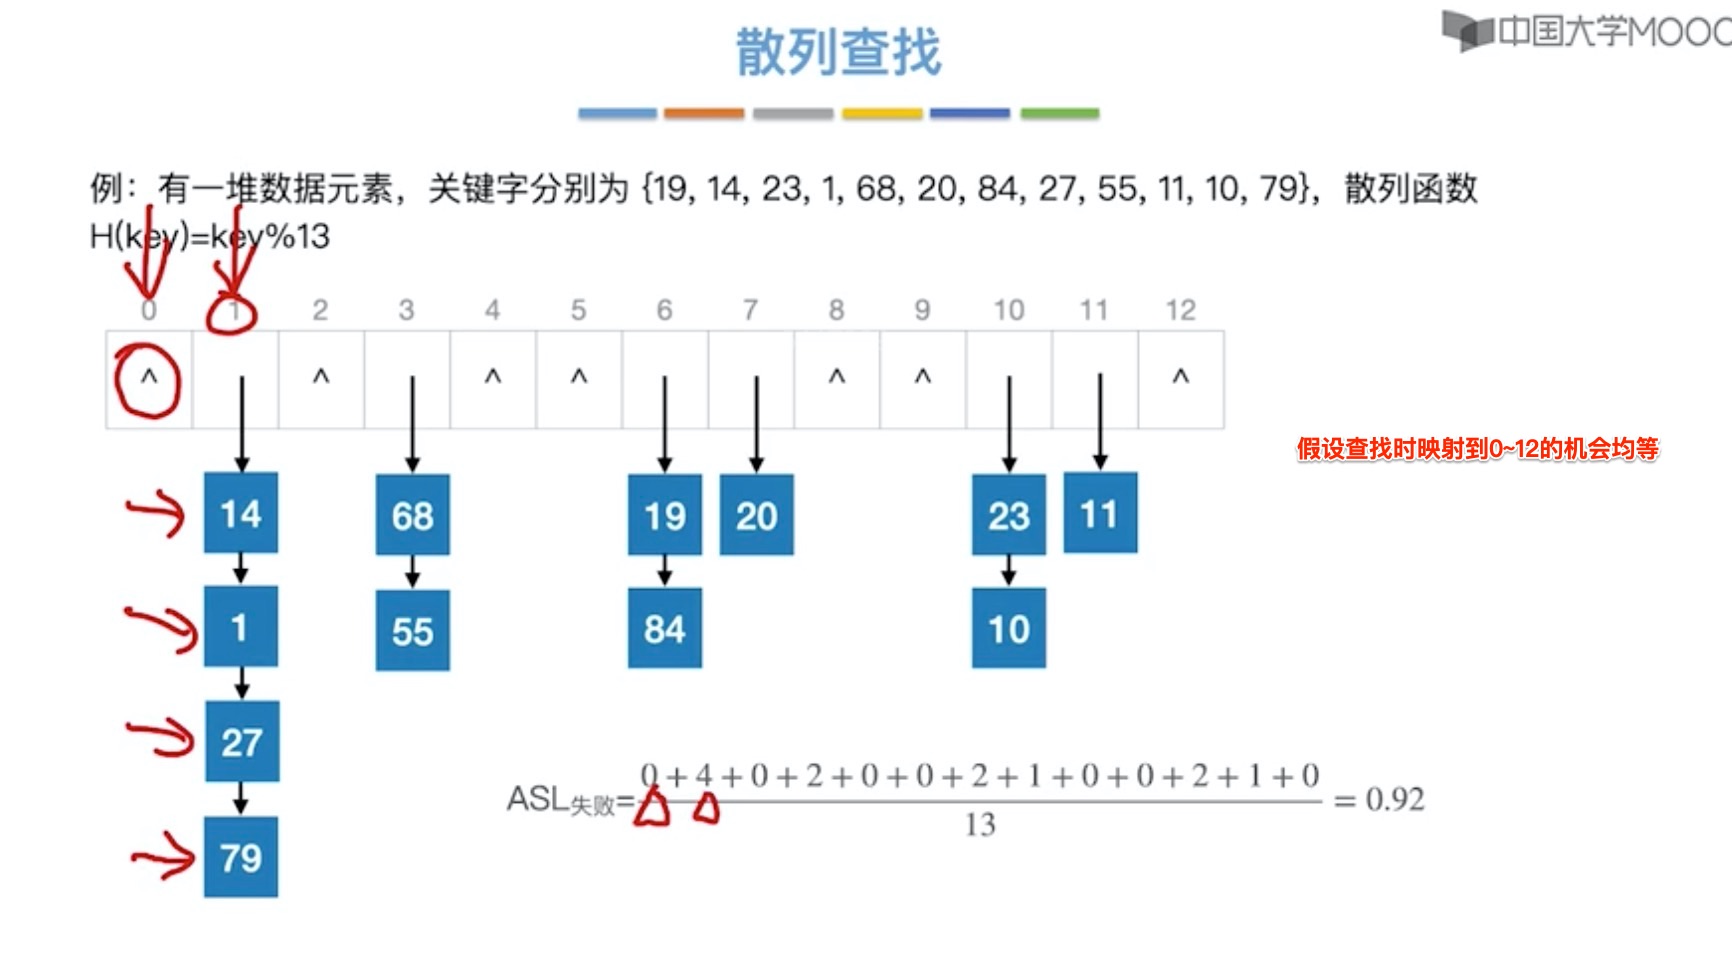 中国大学MOOC
散列查找
例：有一堆数据元素，关键字分别为 {19, 14, 23, 1, 68, 20, 84, 27, 55, 11, 10, 79}，散列函数
H(key)=key%13
0 1 2 3 4 5 6 7 8 9 10 11 12
^ ^ ^ ^ ^ ^ ^
假设查找时映射到0~12的机会均等
14 68 19 20 23 11
1 55 84 10
27
79
ASL失败= 0+4+0+2+0+0+2+1+0+0+2+1+0 = 0.92
13